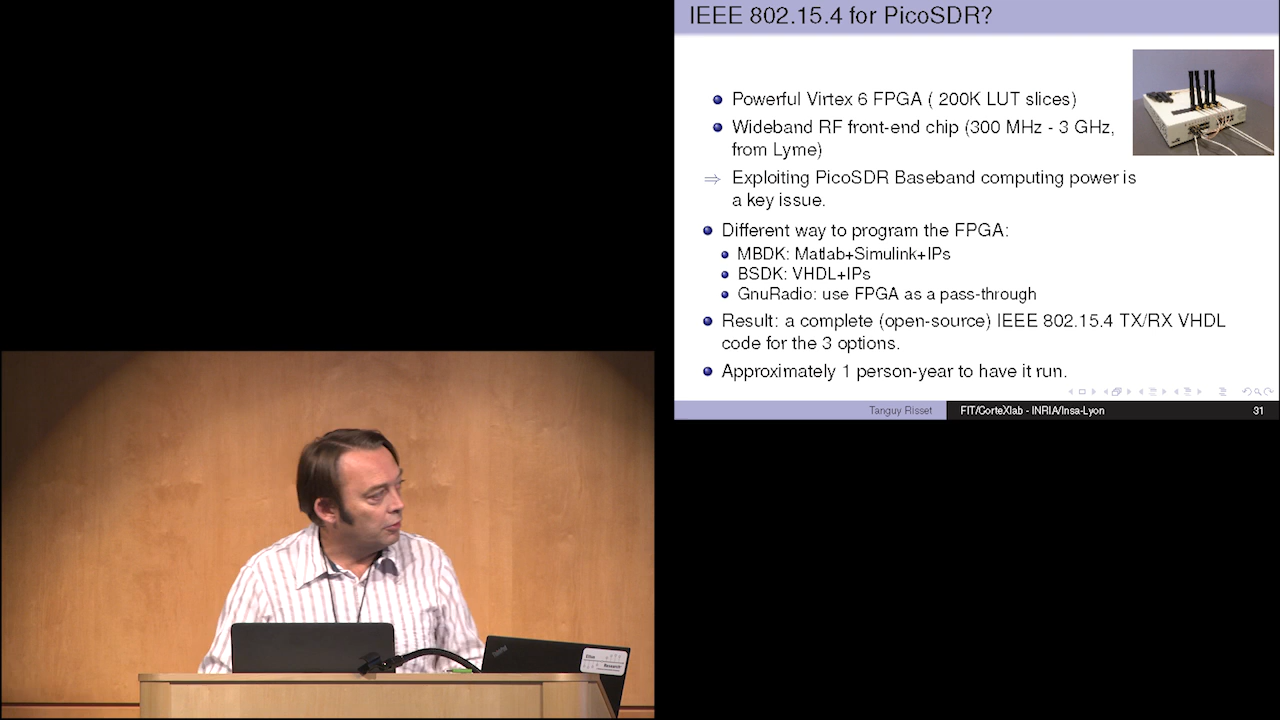 IEEE 802.15.4 for PicoSDR?
Powerful Virtex 6 FPGA ( 200K LUT slices)
Wideband RF front-end chip (300 MHz - 3 GHz,
from Lyme)
⇒ Exploiting PicoSDR Baseband computing power is
a key issue.
Different way to program the FPGA:
MBDK: Matlab+Simulink+IPs
BSDK: VHDL+IPs
GnuRadio: use FPGA as a pass-through
Result: a complete (open-source) IEEE 802.15.4 TX/RX VHDL
code for the 3 options.
Approximately 1 person-year to have it run.
Tanguy Risset
FIT/CorteXlab - INRIA/Insa-Lyon
31
Ettus
Research